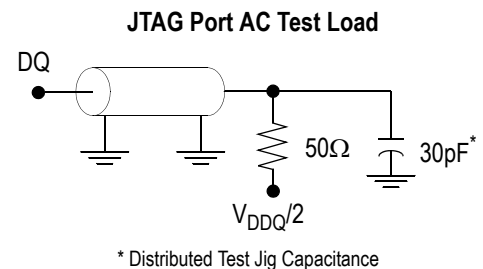 JTAG Port AC Test Load
DQ
50Ω
30pF*
VDDQ/2
* Distributed Test Jig Capacitance